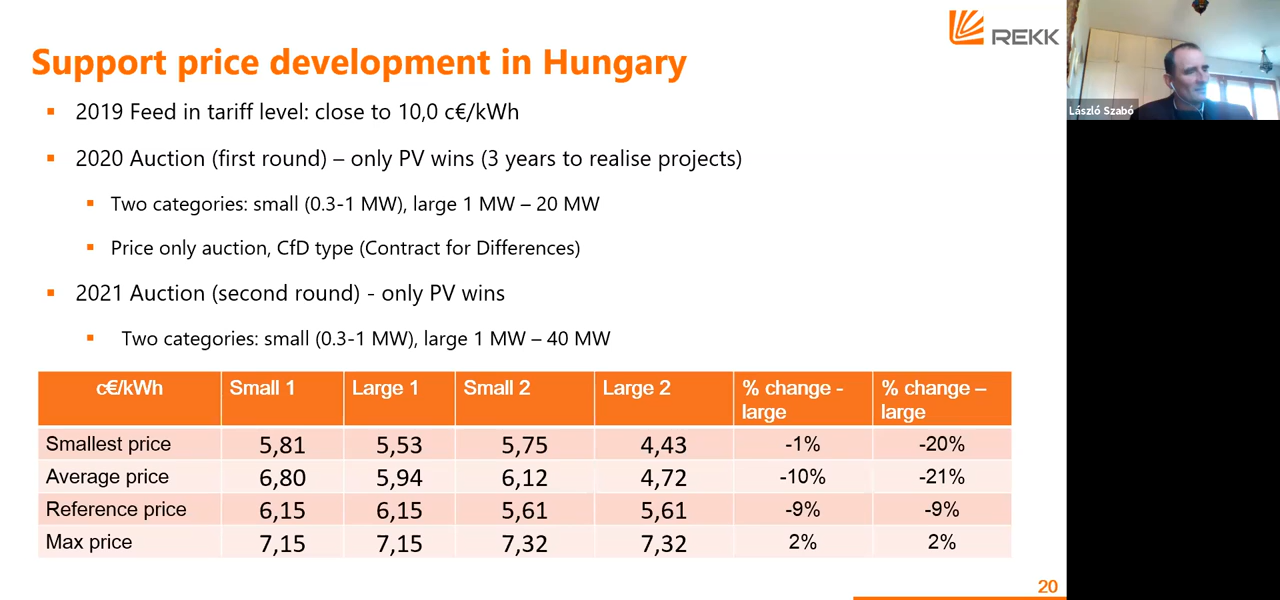 REKK
Support price development in Hungary
László Szabó
▪ 2019 Feed in tariff level: close to 10,0 c€/kWh
▪ 2020 Auction (first round) – only PV wins (3 years to realise projects)
▪ Two categories: small (0.3-1 MW), large 1 MW – 20 MW
▪ Price only auction, CfD type (Contract for Differences)
▪ 2021 Auction (second round) - only PV wins
▪ Two categories: small (0.3-1 MW), large 1 MW – 40 MW
c€/kWh Small 1 Large 1 Small 2 Large 2 % change - large % change – large
Smallest price 5,81 5,53 5,75 4,43 -1% -20%
Average price 6,80 5,94 6,12 4,72 -10% -21%
Reference price 6,15 6,15 5,61 5,61 -9% -9%
Max price 7,15 7,15 7,32 7,32 2% 2%
20